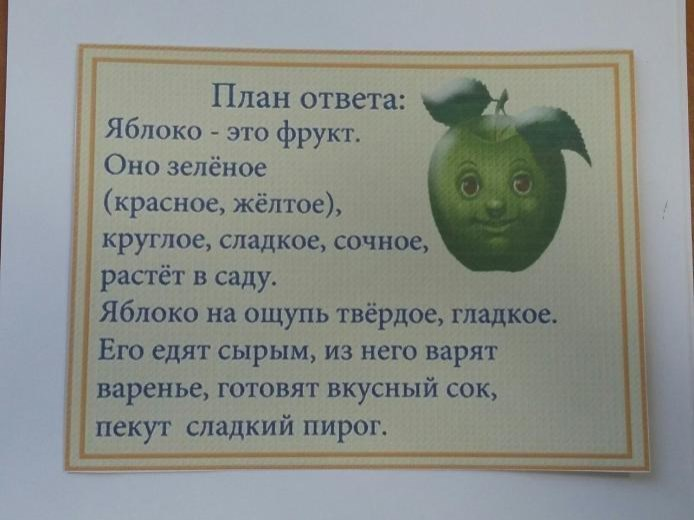 План ответа:
Яблоко - это фрукт.
Оно зелёное
(красное, жёлтое),
круглое, сладкое, сочное,
растёт в саду.
Яблоко на ощупь твёрдое, гладкое.
Его едят сырым, из него варят
варенье, готовят вкусный сок,
пекут сладкий пирог.